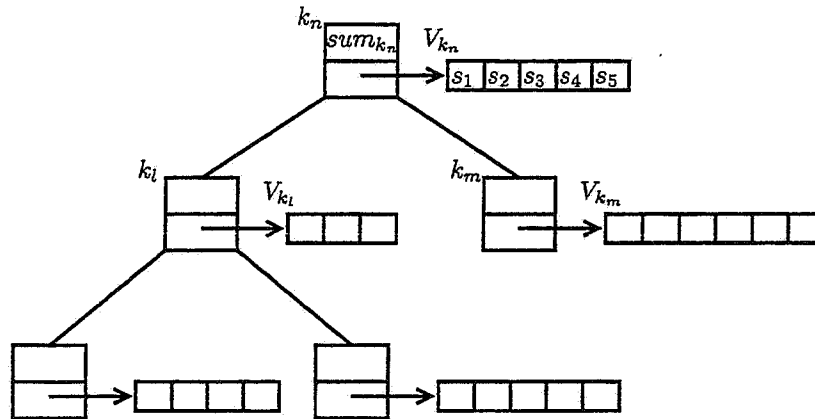 k_n
sum_{k_n}
V_{k_n}
s_1 s_2 s_3 s_4 s_5
k_l
V_{k_l}
k_m
V_{k_m}